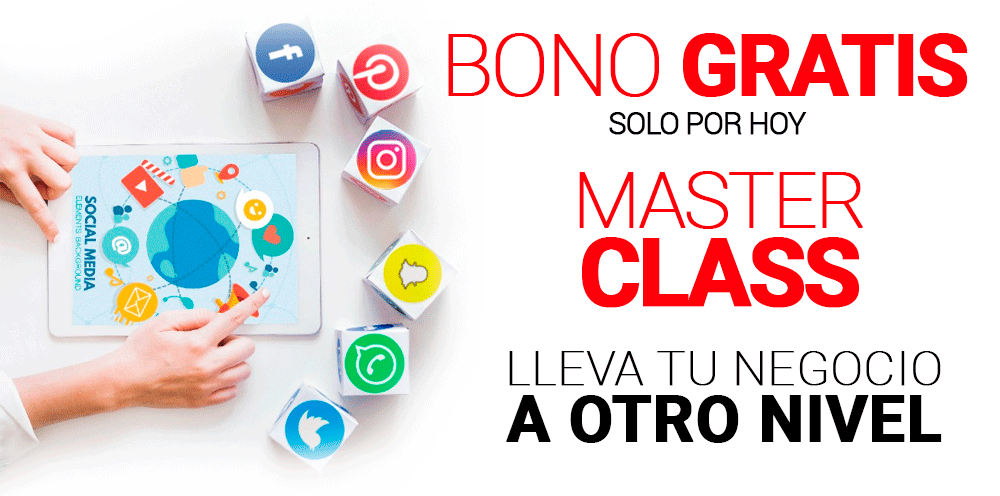 BONO GRATIS
SOLO POR HOY
MASTER
CLASS
LLEVA TU NEGOCIO
A OTRO NIVEL
SOCIAL MEDIA
ELEMENTS BACKGROUND